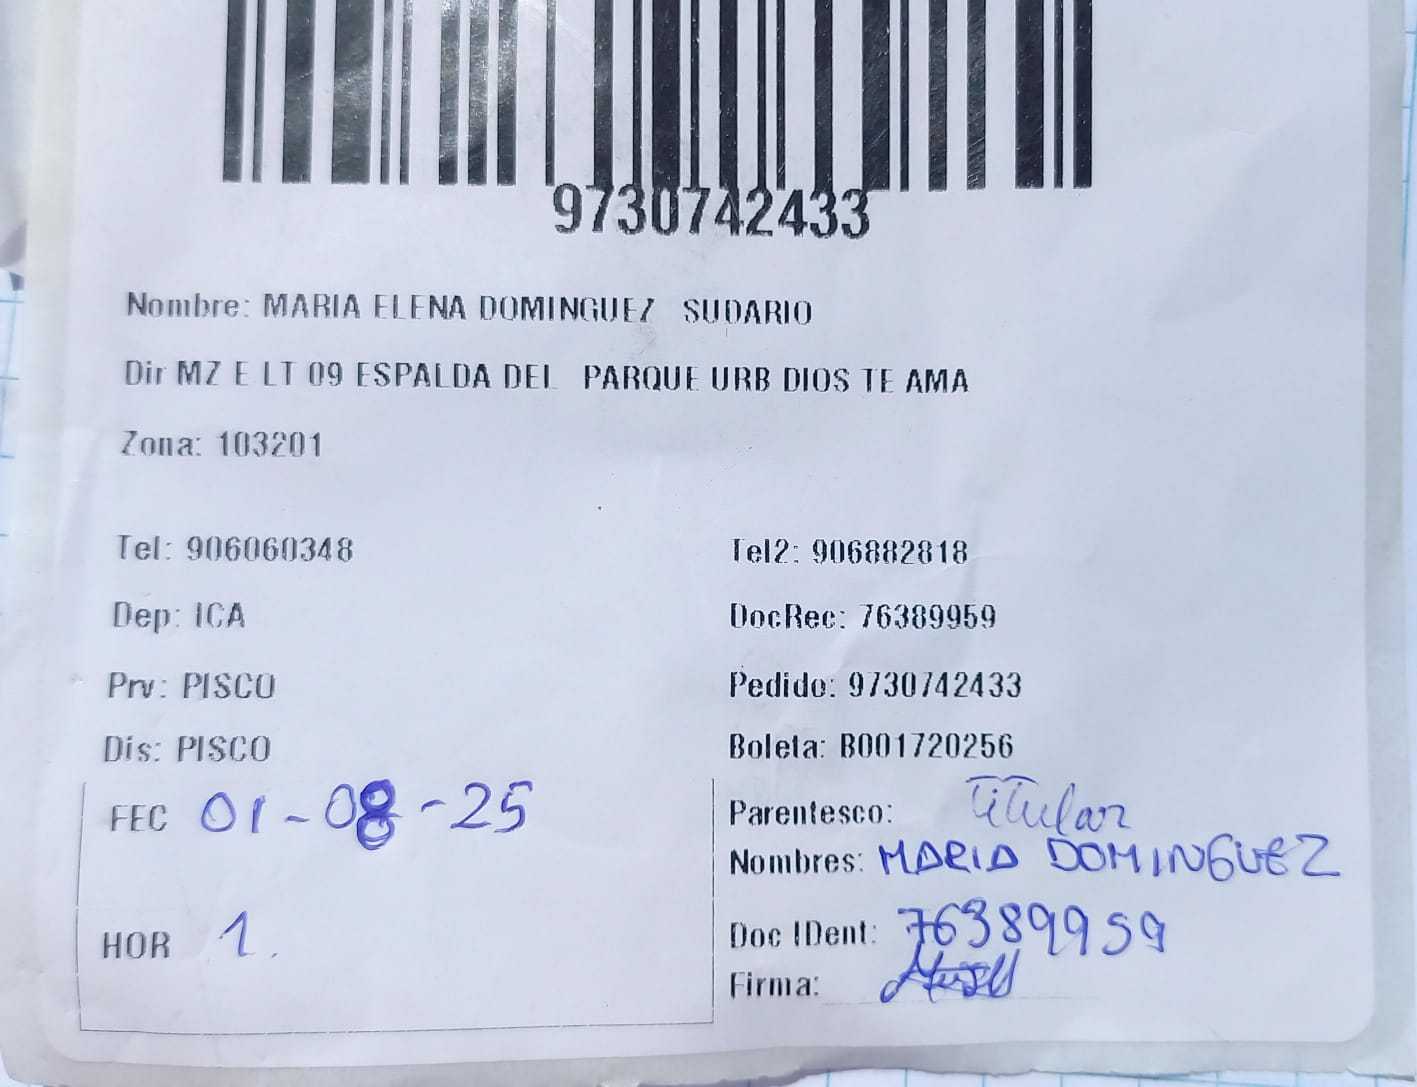 9730742433
Nombre: MARIA ELENA DOMINGUEZ SUDARIO
Dir MZ E LT 09 ESPALDA DEL PARQUE URB DIOS TE AMA
Zona: 103201
Tel: 906060348 Tel2: 906882818
Dep: ICA DocRec: 76389959
Prv: PISCO Pedido: 9730742433
Dis: PISCO Boleta: B001720256
FEC 01-08-25 Parentesco: Titular
Nombres: MARIA DOMINGUEZ
HOR 1. Doc IDent: 76389959
Firma: